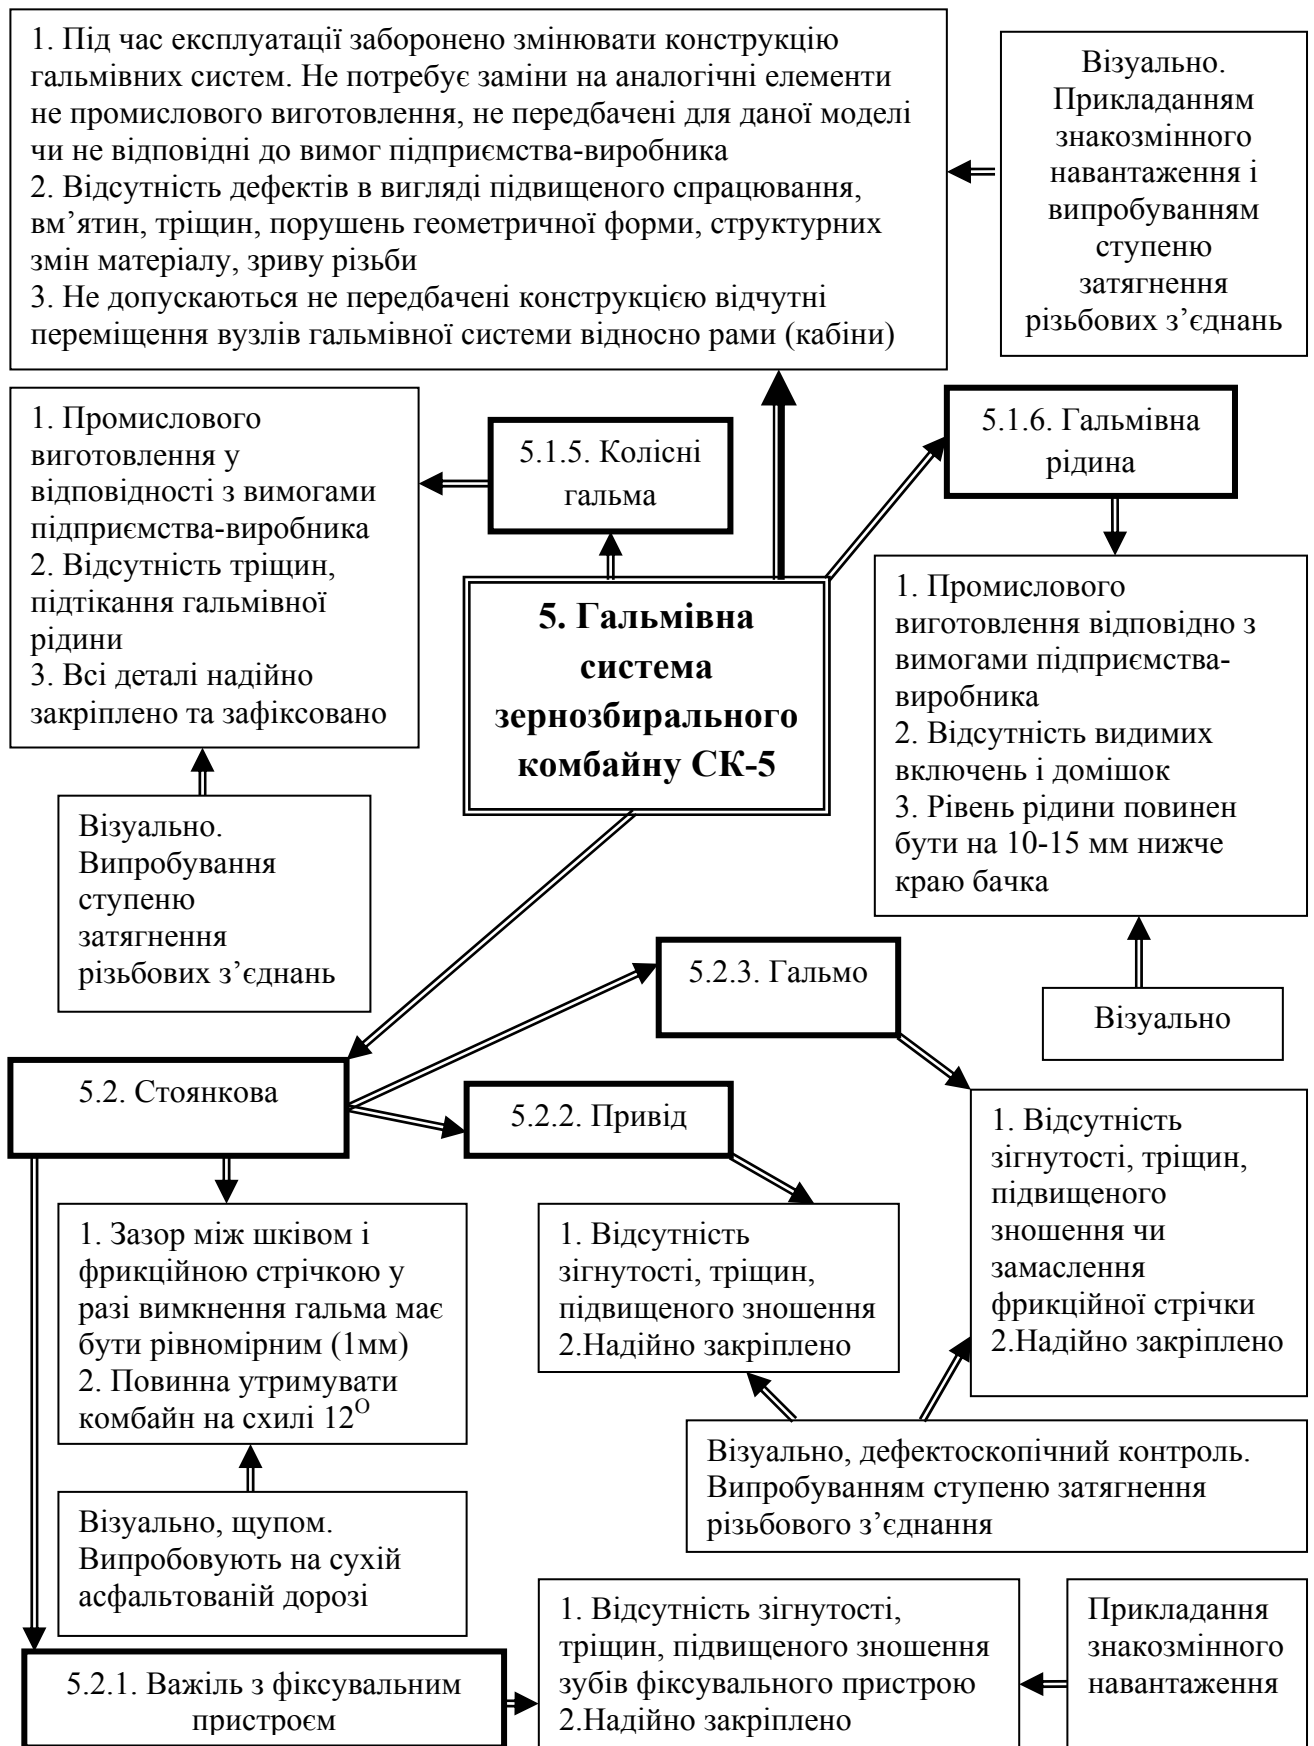 1. Під час експлуатації заборонено змінювати конструкцію
гальмівних систем. Не потребує заміни на аналогічні елементи
не промислового виготовлення, не передбачені для даної моделі
чи не відповідні до вимог підприємства-виробника
2. Відсутність дефектів в вигляді підвищеного спрацювання,
вм’ятин, тріщин, порушень геометричної форми, структурних
змін матеріалу, зриву різьби
3. Не допускаються не передбачені конструкцією відчутні
переміщення вузлів гальмівної системи відносно рами (кабіни)
Візуально.
Прикладанням
знакозмінного
навантаження і
випробуванням
ступеню
затягнення
різьбових з’єднань
1. Промислового
виготовлення у
відповідності з вимогами
підприємства-виробника
2. Відсутність тріщин,
підтікання гальмівної
рідини
3. Всі деталі надійно
закріплено та зафіксовано
5.1.5. Колісні
гальма
5.1.6. Гальмівна
рідина
5. Гальмівна
система
зернозбирального
комбайну СК-5
1. Промислового
виготовлення відповідно з
вимогами підприємства-
виробника
2. Відсутність видимих
включень і домішок
3. Рівень рідини повинен
бути на 10-15 мм нижче
краю бачка
Візуально.
Випробування
ступеню
затягнення
різьбових з’єднань
5.2.3. Гальмо
Візуально
5.2. Стоянкова
5.2.2. Привід
1. Відсутність
зігнутості, тріщин,
підвищеного
зношення чи
замаслення
фрикційної стрічки
2.Надійно закріплено
1. Зазор між шківом і
фрикційною стрічкою у
разі вимкнення гальма має
бути рівномірним (1мм)
2. Повинна утримувати
комбайн на схилі 12О
1. Відсутність
зігнутості, тріщин,
підвищеного зношення
2.Надійно закріплено
Візуально, дефектоскопічний контроль.
Випробуванням ступеню затягнення
різьбового з’єднання
Візуально, щупом.
Випробовують на сухій
асфальтованій дорозі
5.2.1. Важіль з фіксувальним
пристроєм
1. Відсутність зігнутості,
тріщин, підвищеного зношення
зубів фіксувального пристрою
2.Надійно закріплено
Прикладання
знакозмінного
навантаження